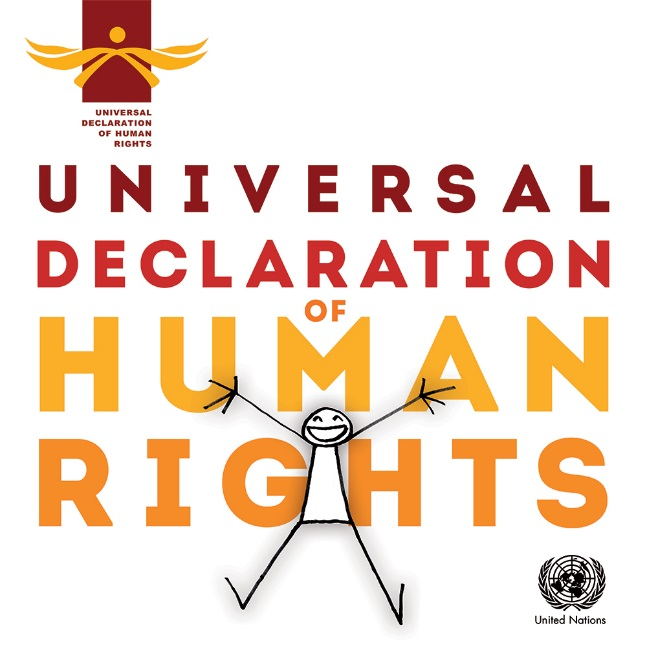 UNIVERSAL
DECLARATION
OF HUMAN
RIGHTS
UNIVERSAL
DECLARATION
OF
HUMAN
RIGHTS
United Nations